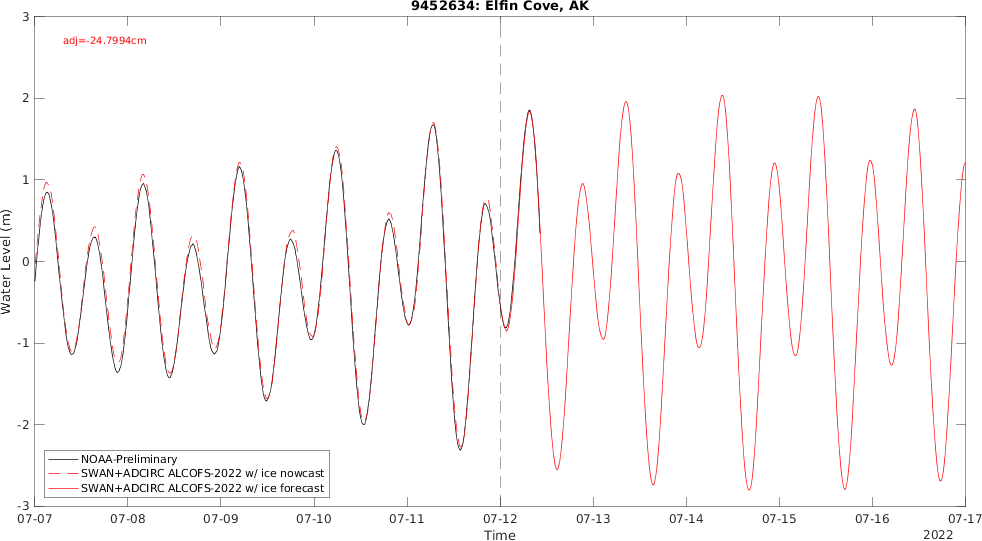 9452634: Elfin Cove, AK
adj=-24.7994cm
3
2
1
0
-1
-2
-3
Water Level (m)
NOAA-Preliminary
SWAN+ADCIRC ALCOFS-2022 w/ ice nowcast
SWAN+ADCIRC ALCOFS-2022 w/ ice forecast
07-07 07-08 07-09 07-10 07-11 07-12 07-13 07-14 07-15 07-16 07-17
Time
2022